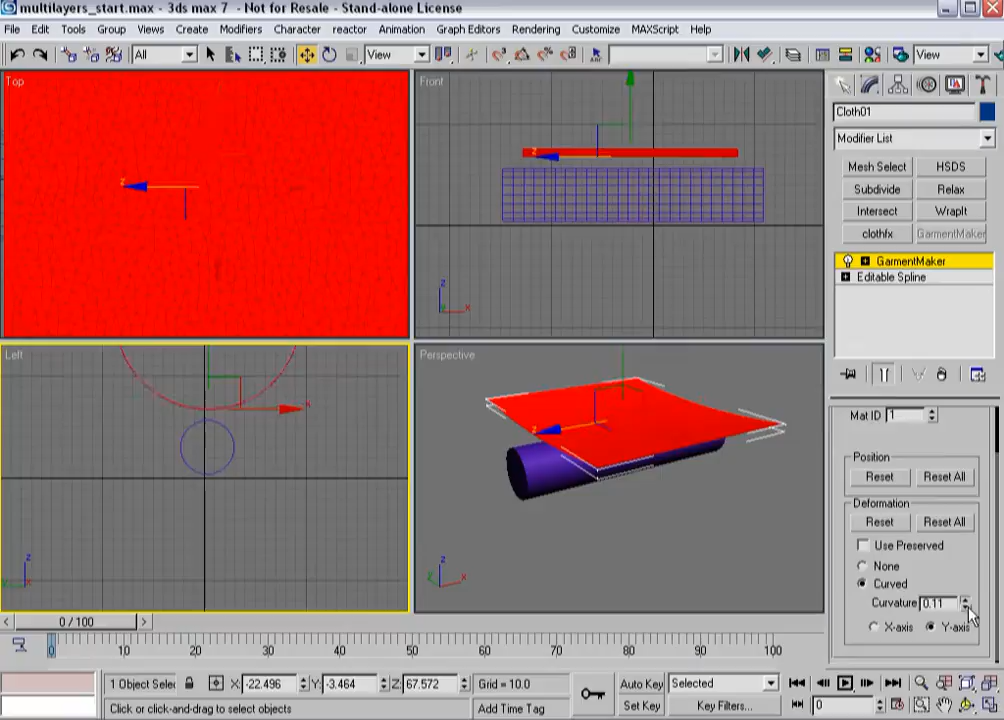 multilayers_start.max - 3ds max 7 - Not for Resale - Stand-alone License
File Edit Tools Group Views Create Modifiers Character reactor Animation Graph Editors Rendering Customize MAXScript Help
All View View
Top
Front
Left
Perspective
Cloth01
Modifier List
Mesh Select HSDS
Subdivide Relax
Intersect WrapIt
clothfx GarmentMaker
GarmentMaker
Editable Spline
Mat ID 1
Position
Reset Reset All
Deformation
Reset Reset All
Use Preserved
None
Curved
Curvature 0.11
X-axis Y-axis
0 / 100
0 10 20 30 40 50 60 70 80 90 100
1 Object Selec X: -22.496 Y: -3.464 Z: 67.572 Grid = 10.0 Auto Key Selected
Click or click-and-drag to select objects Add Time Tag Set Key Key Filters... 0